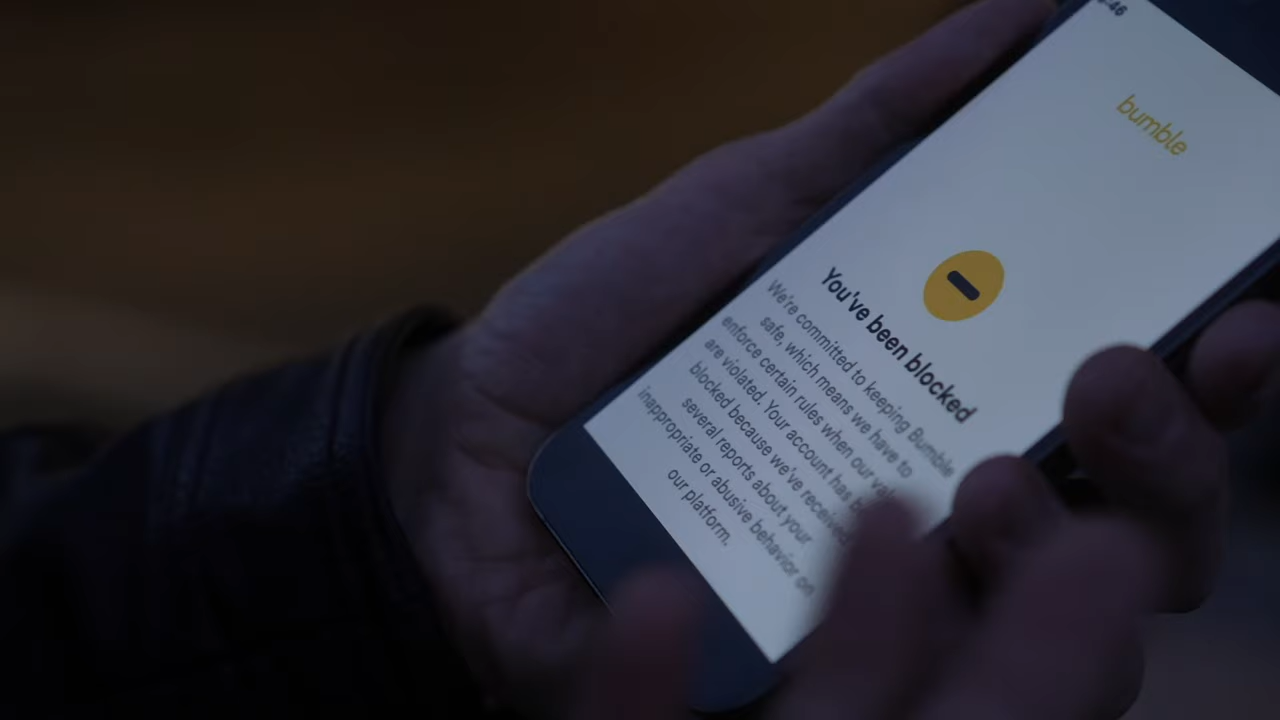 :46
bumble
You've been blocked
We're committed to keeping Bumble
safe, which means we have to
enforce certain rules when our
are violated. Your account has
blocked because we've received
several reports about your
inappropriate or abusive behavior on
our platform.